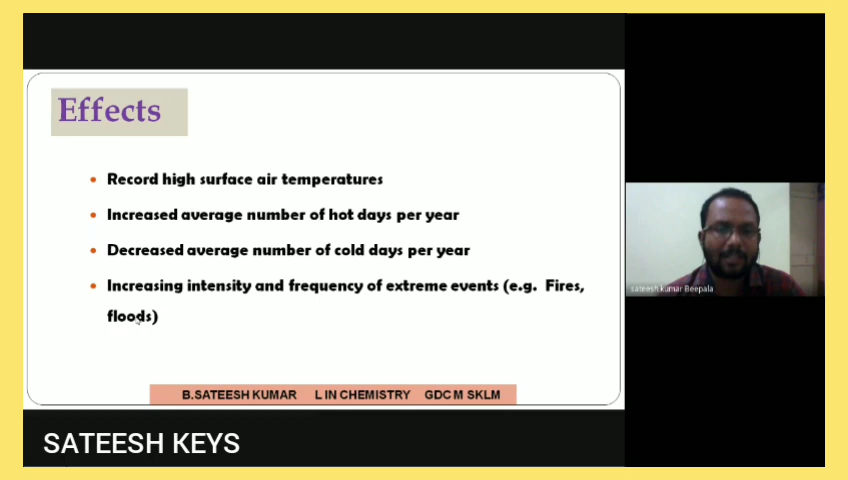 Effects
Record high surface air temperatures
Increased average number of hot days per year
Decreased average number of cold days per year
Increasing intensity and frequency of extreme events (e.g. Fires,
floods)
B.SATEESH KUMAR L IN CHEMISTRY GDC M SKLM
sateesh kumar Beepala
SATEESH KEYS